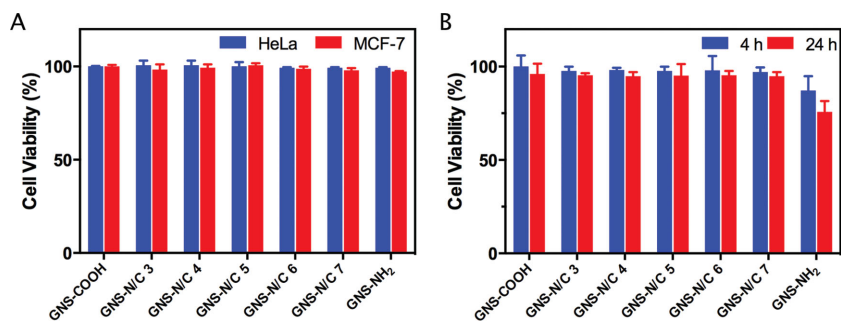 A
HeLa MCF-7
Cell Viability (%)
100
50
0
GNS-COOH
GNS-N/C 3
GNS-N/C 4
GNS-N/C 5
GNS-N/C 6
GNS-N/C 7
GNS-NH₂
B
4 h 24 h
Cell Viability (%)
100
50
0
GNS-COOH
GNS-N/C 3
GNS-N/C 4
GNS-N/C 5
GNS-N/C 6
GNS-N/C 7
GNS-NH₂